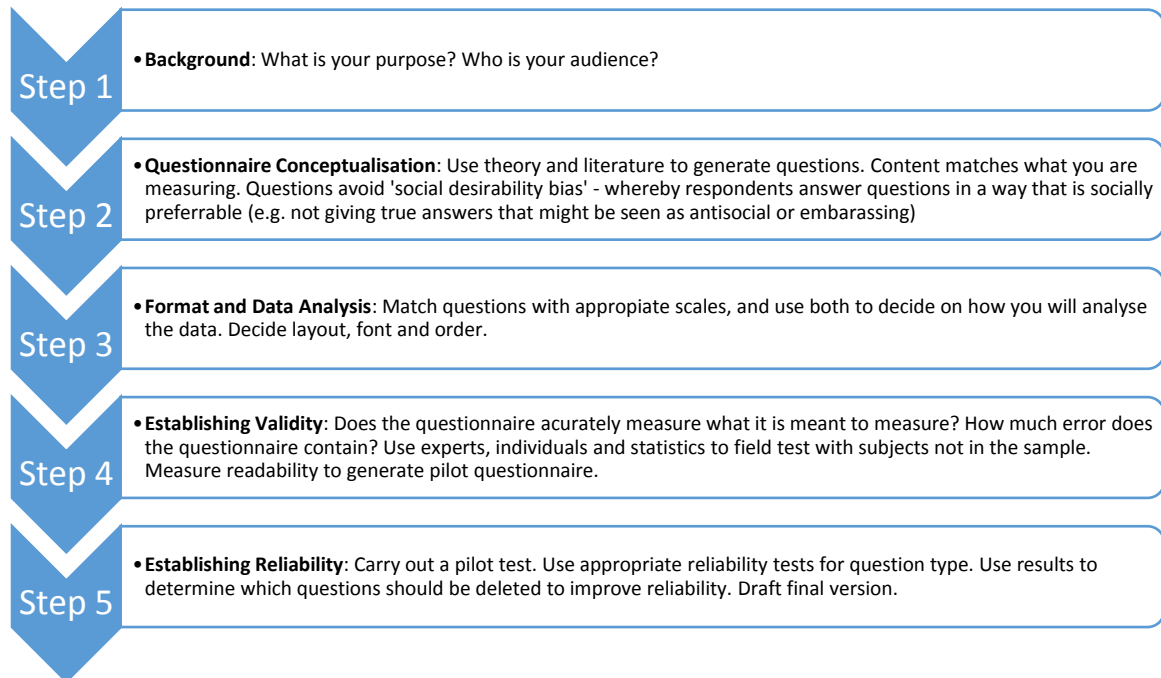 Step 1
•Background: What is your purpose? Who is your audience?
Step 2
•Questionnaire Conceptualisation: Use theory and literature to generate questions. Content matches what you are
measuring. Questions avoid 'social desirability bias' - whereby respondents answer questions in a way that is socially
preferrable (e.g. not giving true answers that might be seen as antisocial or embarassing)
Step 3
•Format and Data Analysis: Match questions with appropiate scales, and use both to decide on how you will analyse
the data. Decide layout, font and order.
Step 4
•Establishing Validity: Does the questionnaire acurately measure what it is meant to measure? How much error does
the questionnaire contain? Use experts, individuals and statistics to field test with subjects not in the sample.
Measure readability to generate pilot questionnaire.
Step 5
•Establishing Reliability: Carry out a pilot test. Use appropriate reliability tests for question type. Use results to
determine which questions should be deleted to improve reliability. Draft final version.